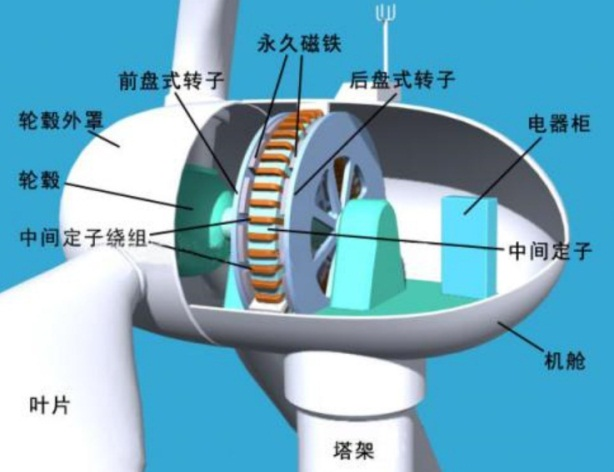 永久磁铁
前盘式转子
后盘式转子
轮毂外罩
电器柜
轮毂
中间定子绕组
中间定子
机舱
叶片
塔架